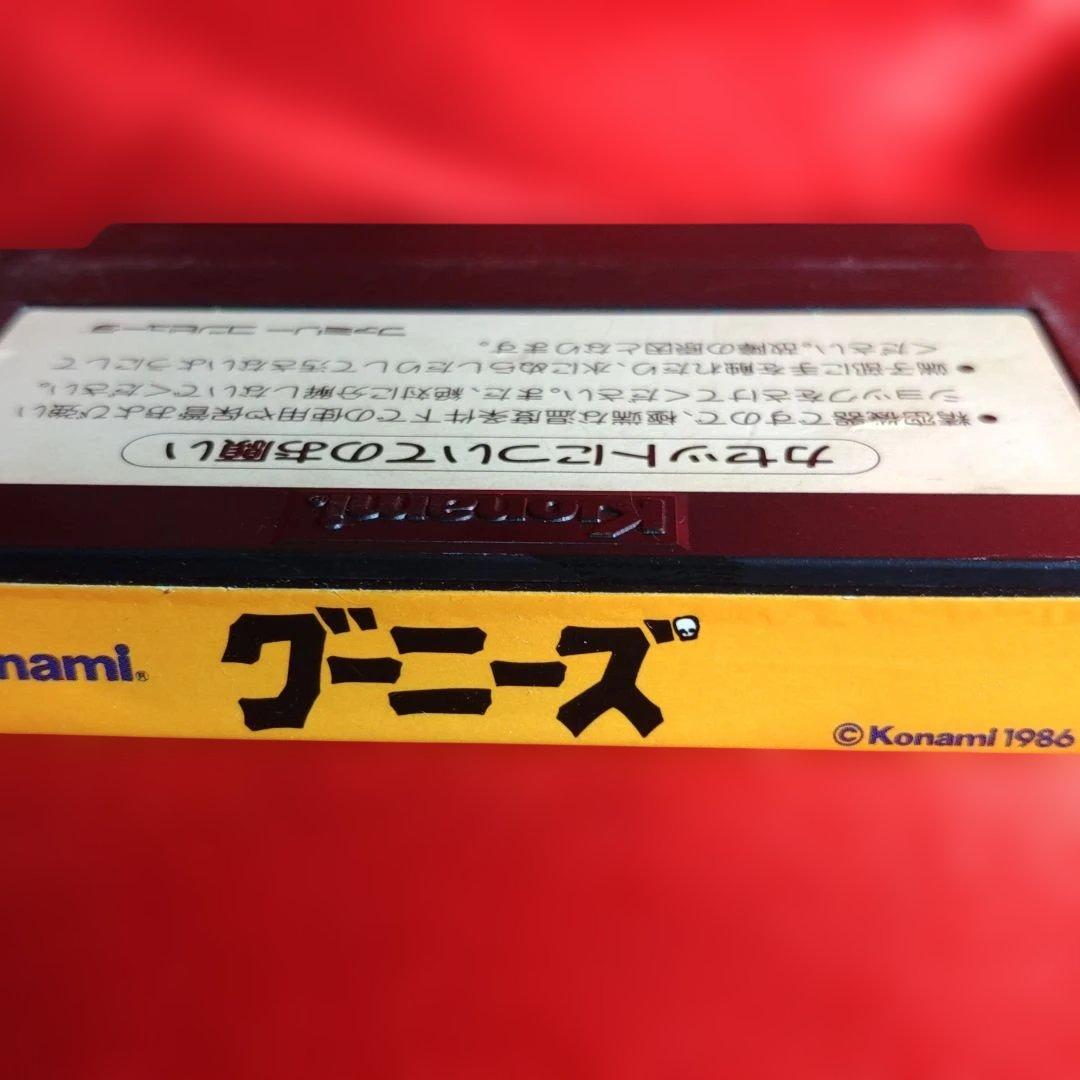 カセットについてのお願い
●精密機器ですので、極端な温度条件下での使用や保管および強い
ショックをさけてください。また、絶対に分解しないでください。
●端子部に手を触れたり、水にぬらしたりして汚さないようにして
ください。故障の原因となります。
ファミリー コンピュータ
Konami®
nami®
グーニーズ
© Konami 1986